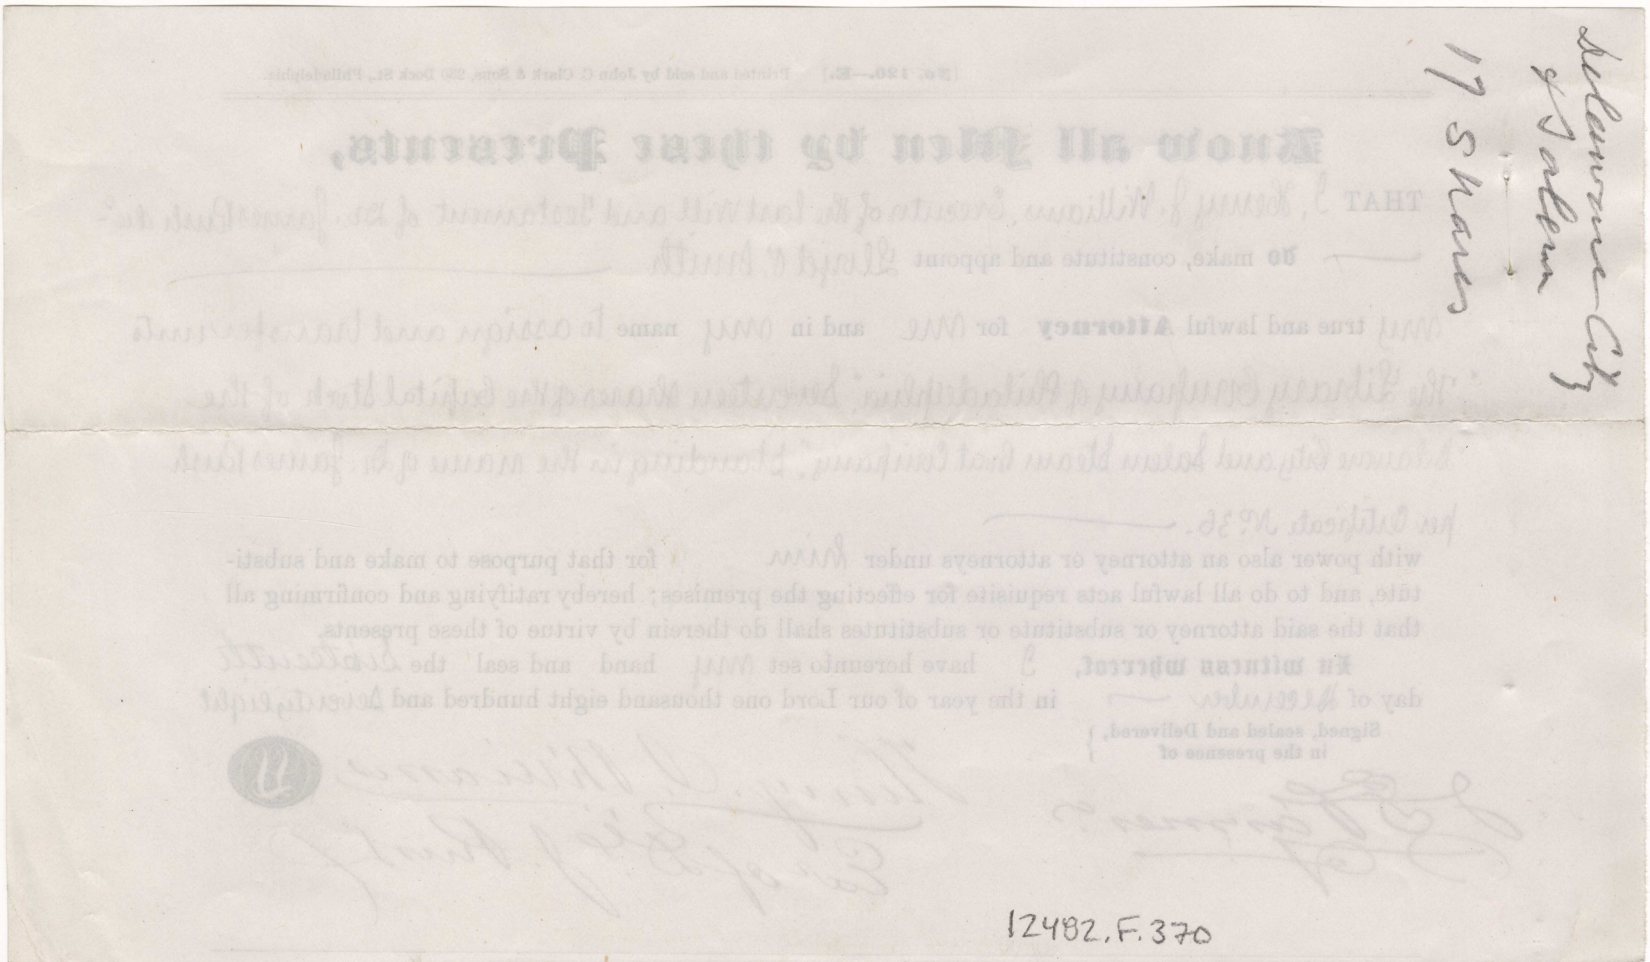 Delaware City
& Salem
17 Shares
[No. 120.—E.] Printed and sold by John C. Clark & Sons, 230 Dock St., Philadelphia.
Know all Men by these Presents,
THAT I, Henry J. Williams, Executor of the last Will and Testament of Dr. James Rush dec'd
do make, constitute and appoint Lloyd P. Smith
my true and lawful Attorney for me and in my name to assign and transfer unto
"The Library Company of Philadelphia," Seventeen Shares of the Capital Stock of the
Delaware City and Salem Steam boat Company, standing in the name of Dr. James Rush
per Certificate No. 36.
with power also an attorney or attorneys under him for that purpose to make and substi-
tute, and to do all lawful acts requisite for effecting the premises; hereby ratifying and confirming all
that the said attorney or substitute or substitutes shall do therein by virtue of these presents.
In witness whereof, I have hereunto set my hand and seal the Sixteenth
day of December in the year of our Lord one thousand eight hundred and seventy eight
Signed, sealed and Delivered,
in the presence of
Henry J. Williams
Ex of Dr J. Rush
12482.F.370